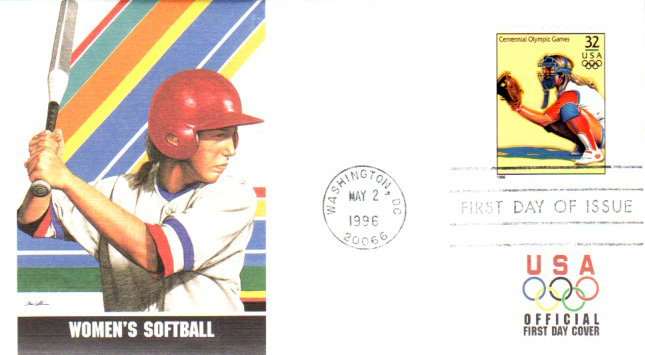 WOMEN'S SOFTBALL
WASHINGTON, DC
MAY 2
1996
20066
Centennial Olympic Games
32
USA
1996
FIRST DAY OF ISSUE
USA
OFFICIAL
FIRST DAY COVER